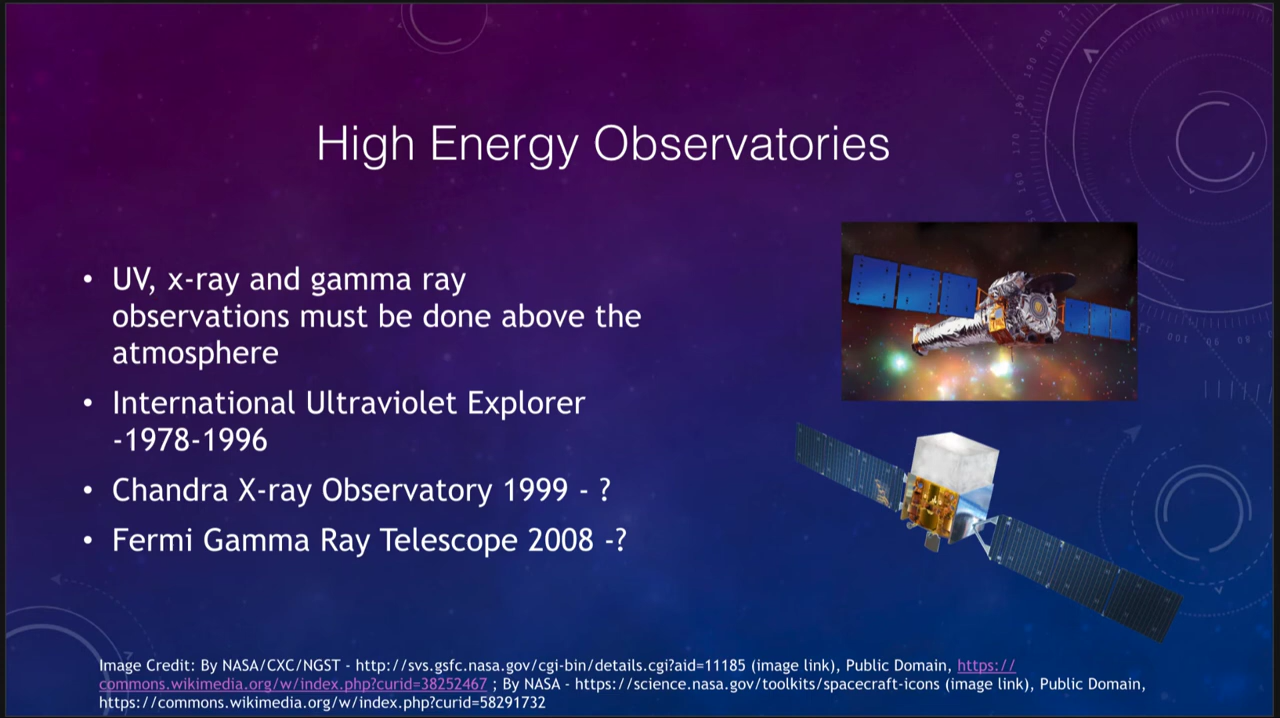 High Energy Observatories
• UV, x-ray and gamma ray
observations must be done above the
atmosphere
• International Ultraviolet Explorer
-1978-1996
• Chandra X-ray Observatory 1999 - ?
• Fermi Gamma Ray Telescope 2008 -?
Image Credit: By NASA/CXC/NGST - http://svs.gsfc.nasa.gov/cgi-bin/details.cgi?aid=11185 (image link), Public Domain, https://
commons.wikimedia.org/w/index.php?curid=38252467 ; By NASA - https://science.nasa.gov/toolkits/spacecraft-icons (image link), Public Domain,
https://commons.wikimedia.org/w/index.php?curid=58291732